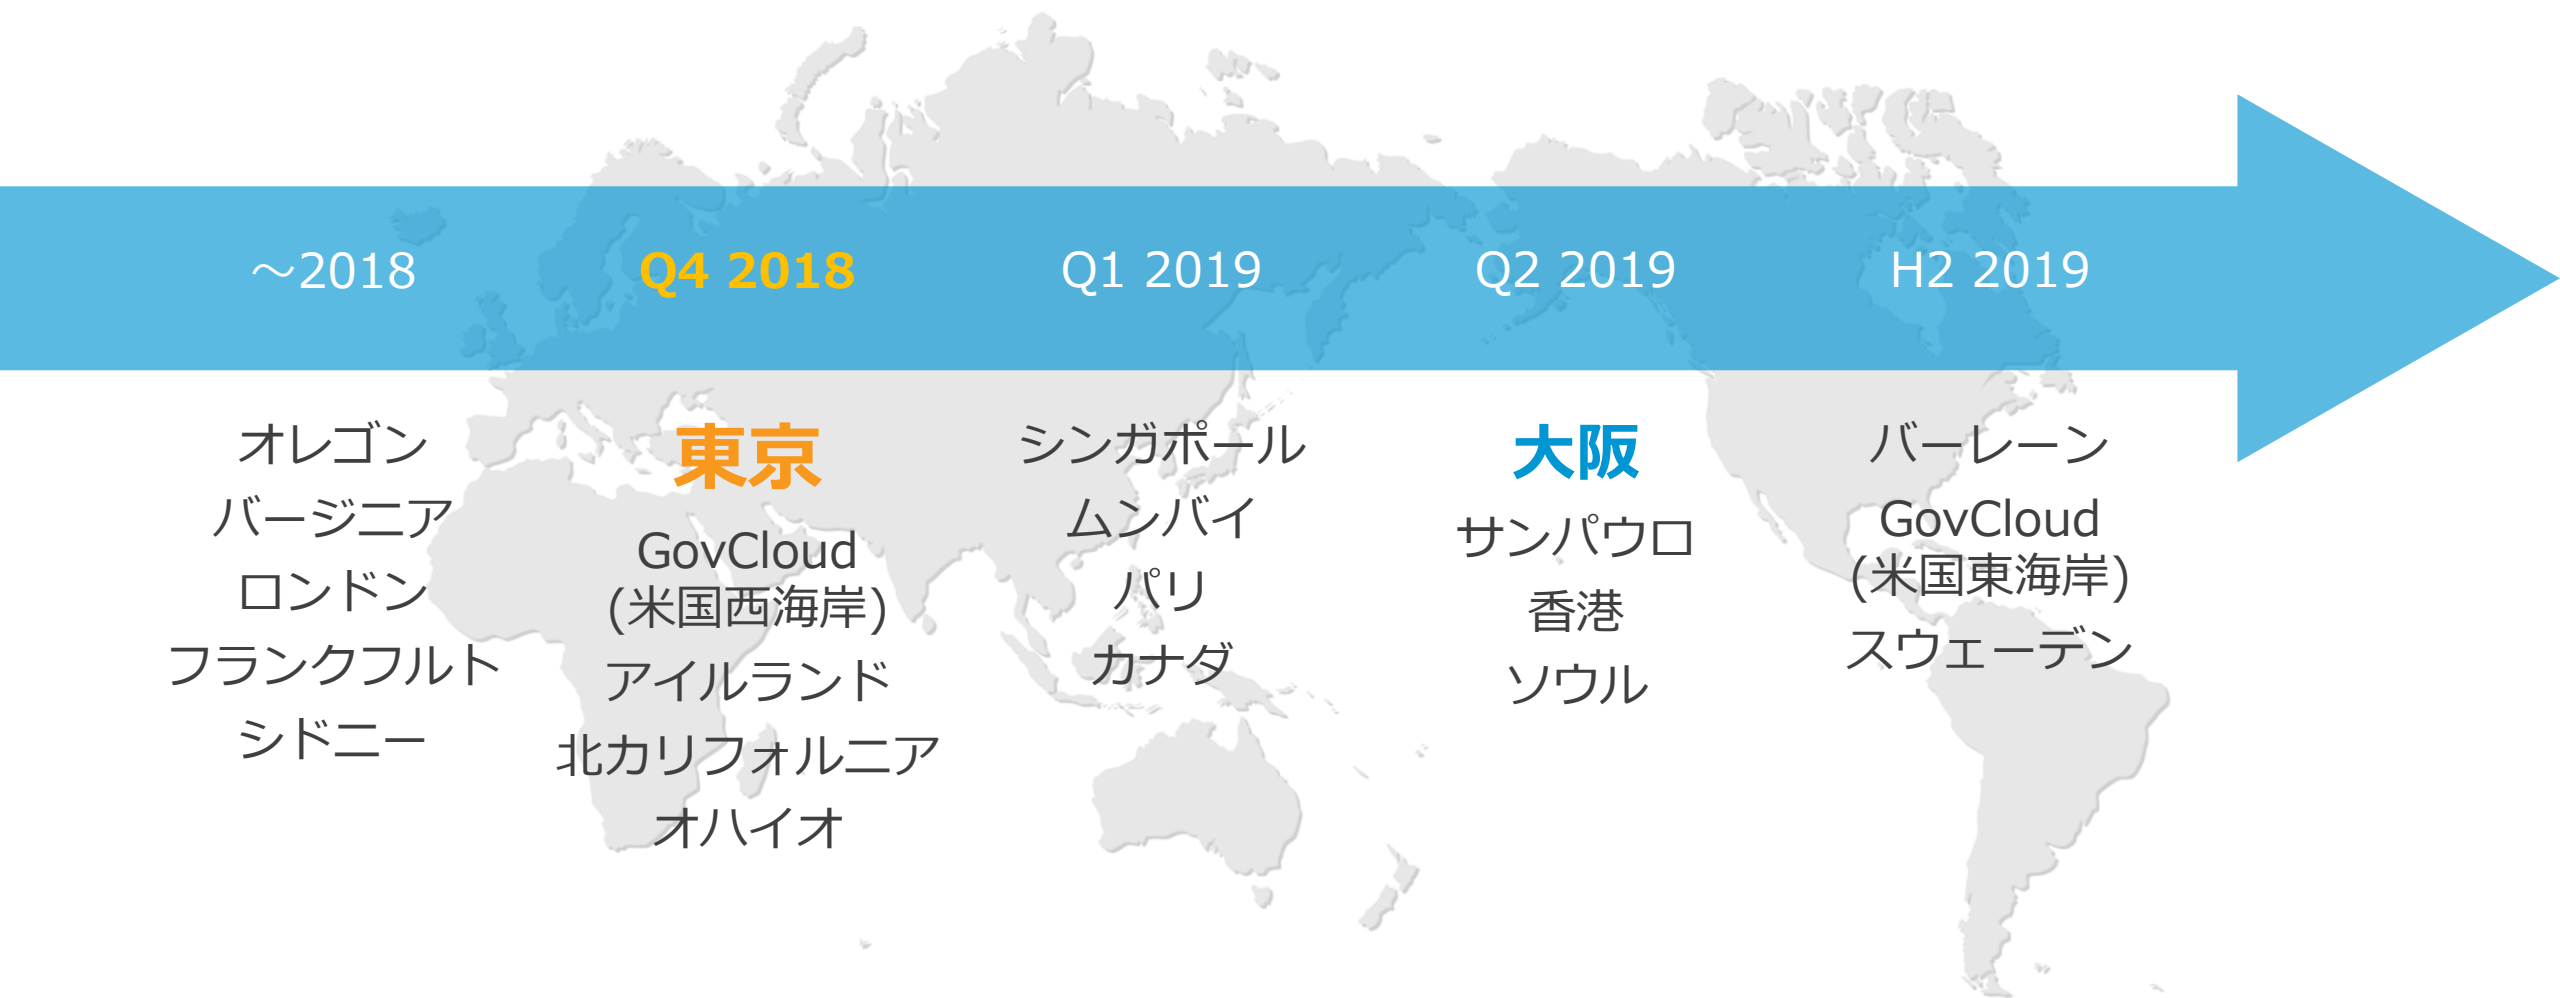 ～2018
オレゴン
バージニア
ロンドン
フランクフルト
シドニー
Q4 2018
東京
GovCloud
(米国西海岸)
アイルランド
北カリフォルニア
オハイオ
Q1 2019
シンガポール
ムンバイ
パリ
カナダ
Q2 2019
大阪
サンパウロ
香港
ソウル
H2 2019
バーレーン
GovCloud
(米国東海岸)
スウェーデン